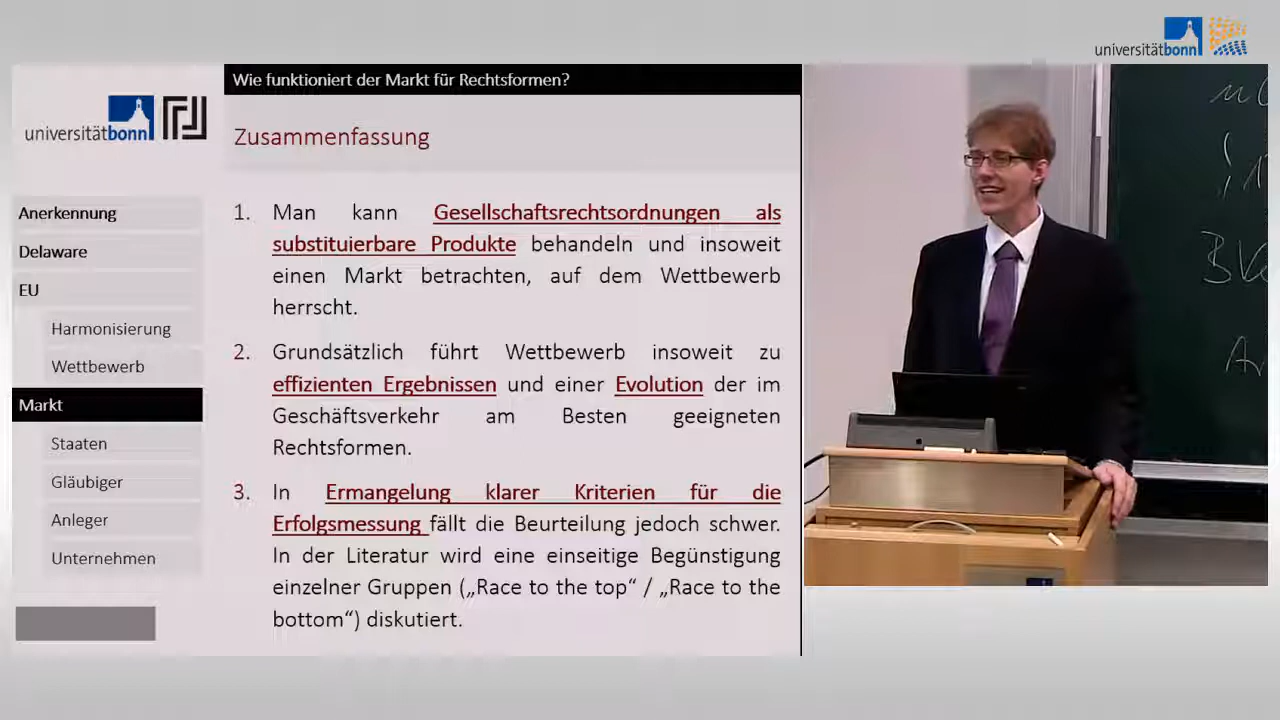 universitätbonn
Wie funktioniert der Markt für Rechtsformen?
universitätbonn
Zusammenfassung
Anerkennung
Delaware
EU
Harmonisierung
Wettbewerb
Markt
Staaten
Gläubiger
Anleger
Unternehmen
1. Man kann Gesellschaftsrechtsordnungen als
substituierbare Produkte behandeln und insoweit
einen Markt betrachten, auf dem Wettbewerb
herrscht.
2. Grundsätzlich führt Wettbewerb insoweit zu
effizienten Ergebnissen und einer Evolution der im
Geschäftsverkehr am Besten geeigneten
Rechtsformen.
3. In Ermangelung klarer Kriterien für die
Erfolgsmessung fällt die Beurteilung jedoch schwer.
In der Literatur wird eine einseitige Begünstigung
einzelner Gruppen („Race to the top“ / „Race to the
bottom“) diskutiert.